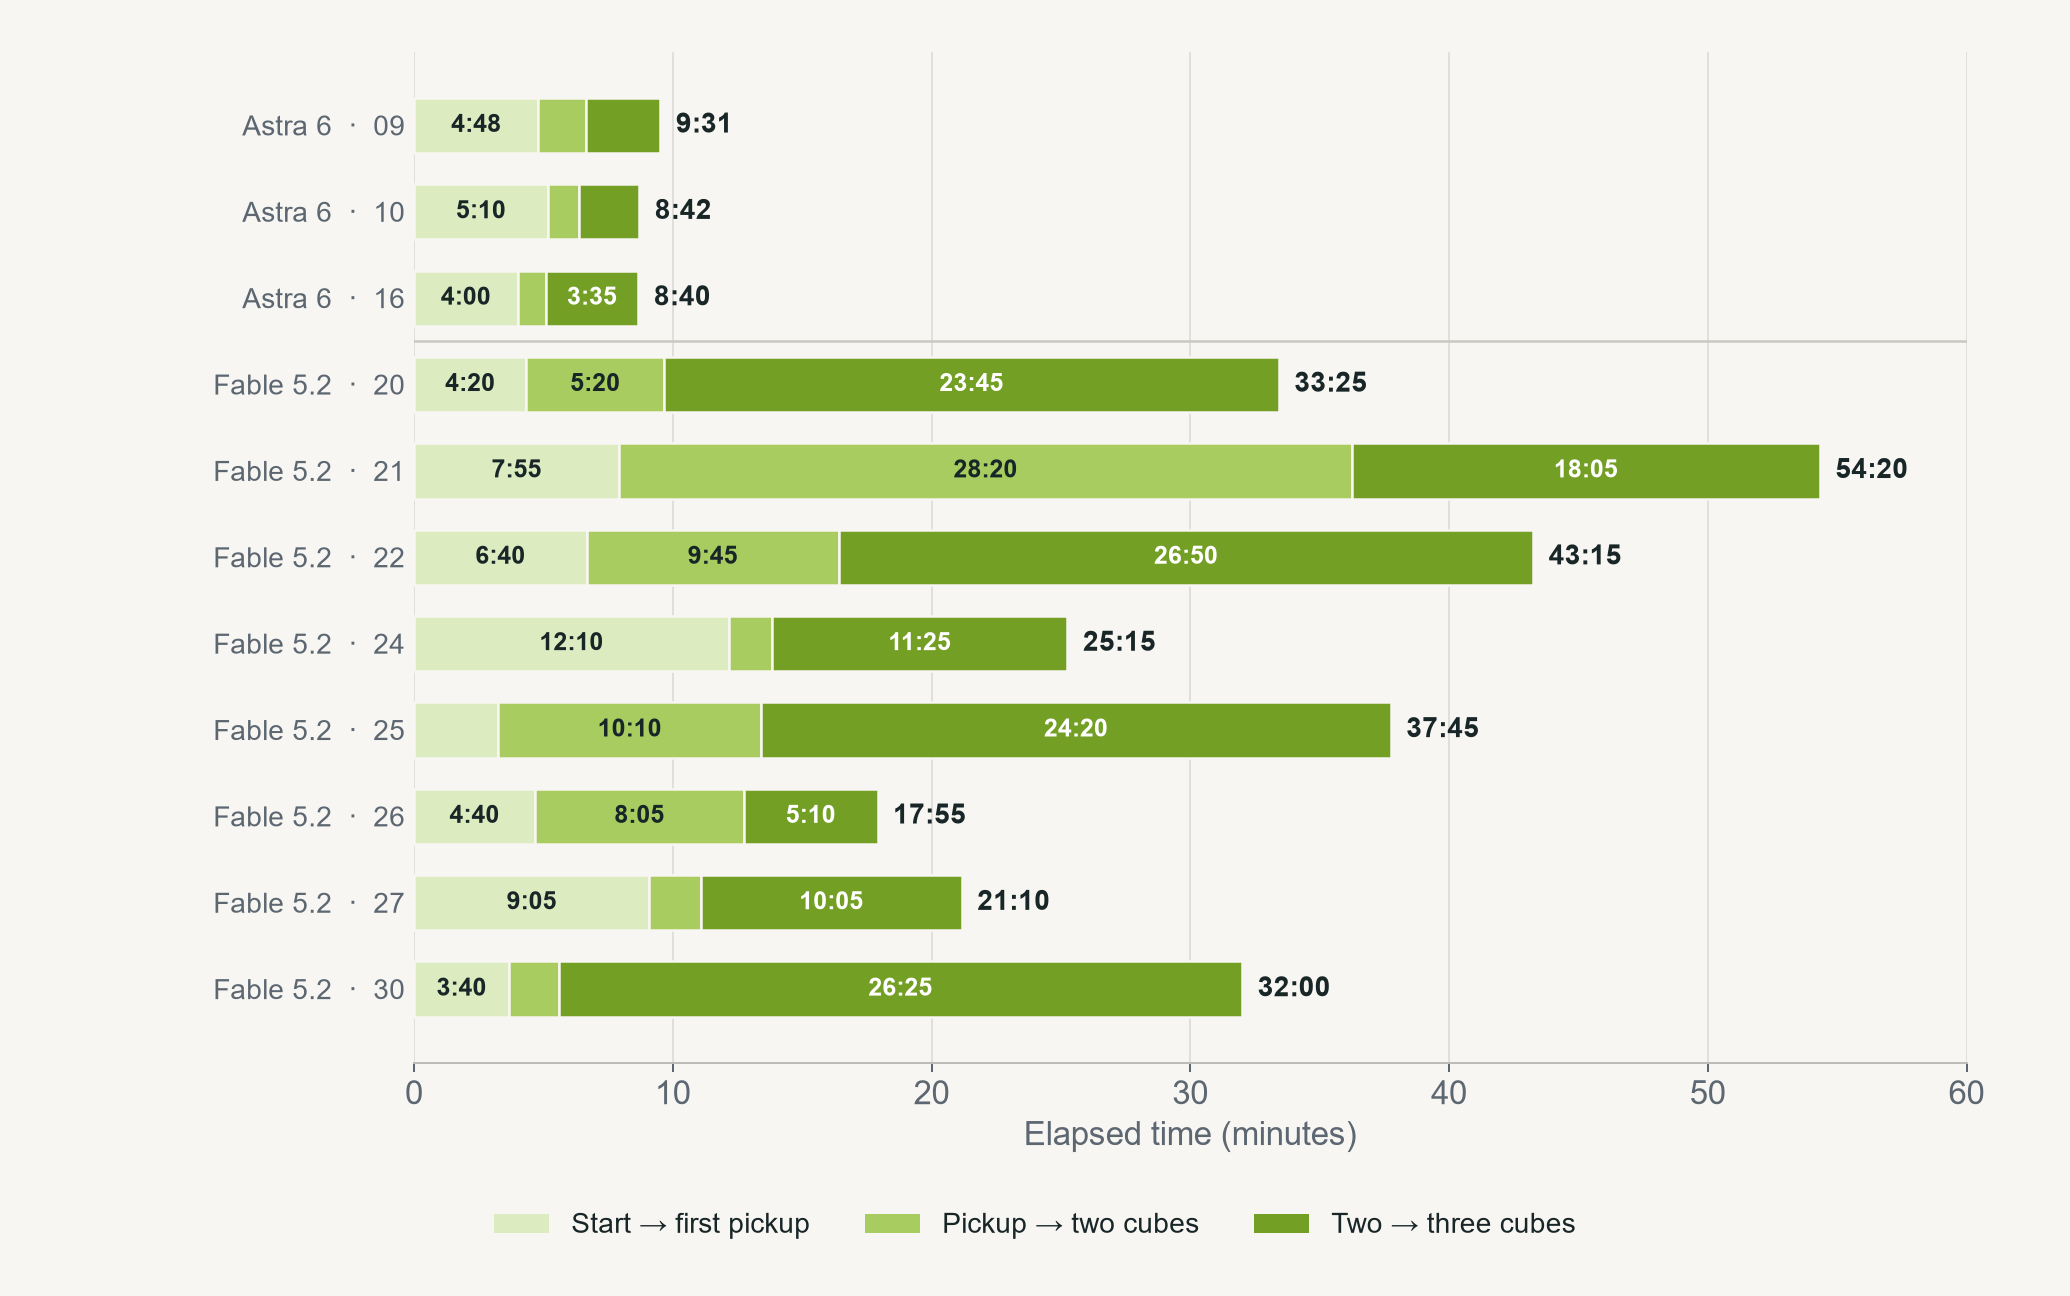 Astra 6 · 09 4:48 9:31
Astra 6 · 10 5:10 8:42
Astra 6 · 16 4:00 3:35 8:40
Fable 5.2 · 20 4:20 5:20 23:45 33:25
Fable 5.2 · 21 7:55 28:20 18:05 54:20
Fable 5.2 · 22 6:40 9:45 26:50 43:15
Fable 5.2 · 24 12:10 11:25 25:15
Fable 5.2 · 25 10:10 24:20 37:45
Fable 5.2 · 26 4:40 8:05 5:10 17:55
Fable 5.2 · 27 9:05 10:05 21:10
Fable 5.2 · 30 3:40 26:25 32:00
0 10 20 30 40 50 60
Elapsed time (minutes)
Start → first pickup Pickup → two cubes Two → three cubes